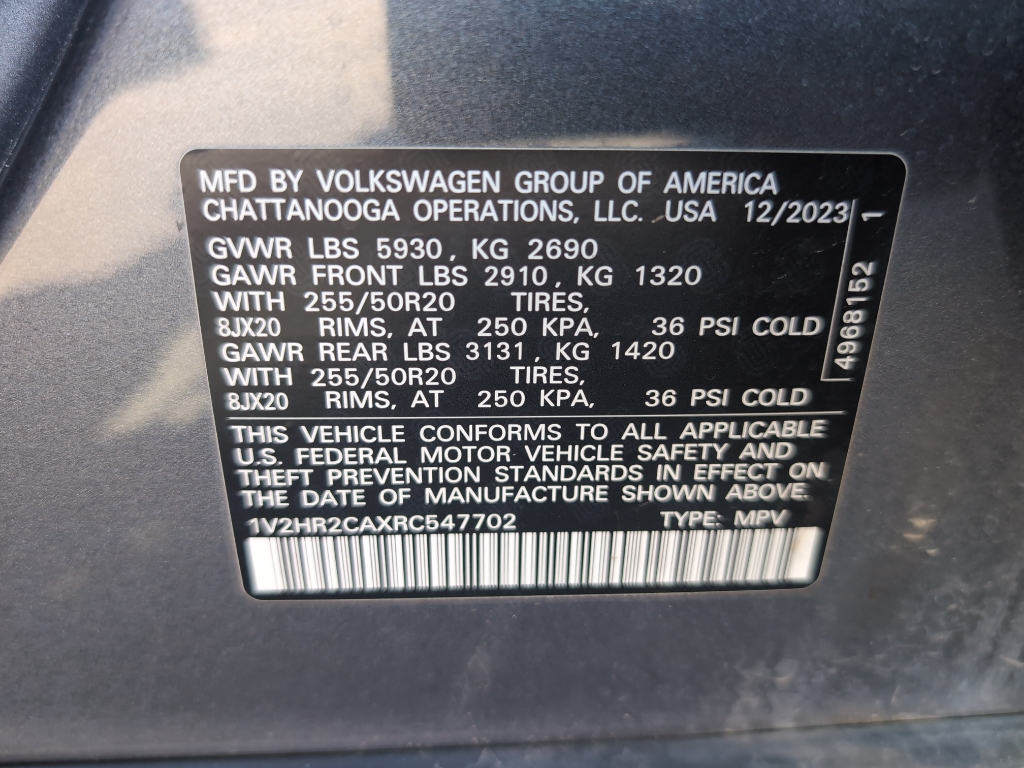 MFD BY VOLKSWAGEN GROUP OF AMERICA
CHATTANOOGA OPERATIONS, LLC. USA 12/2023
GVWR LBS 5930, KG 2690
GAWR FRONT LBS 2910, KG 1320
WITH 255/50R20 TIRES,
8JX20 RIMS, AT 250 KPA, 36 PSI COLD
GAWR REAR LBS 3131, KG 1420
WITH 255/50R20 TIRES,
8JX20 RIMS, AT 250 KPA, 36 PSI COLD
THIS VEHICLE CONFORMS TO ALL APPLICABLE
U.S. FEDERAL MOTOR VEHICLE SAFETY AND
THEFT PREVENTION STANDARDS IN EFFECT ON
THE DATE OF MANUFACTURE SHOWN ABOVE.
1V2HR2CAXRC547702 TYPE: MPV
4968152 1